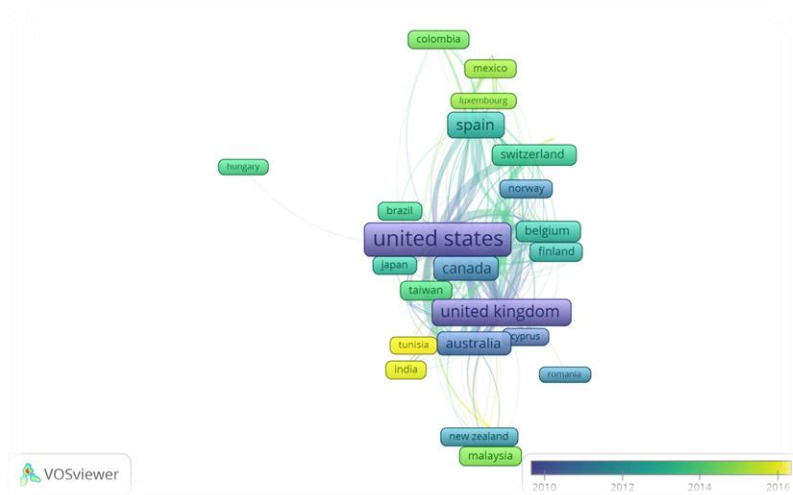 colombia
mexico
luxembourg
spain
switzerland
hungary
norway
brazil
united states
belgium
finland
japan
canada
taiwan
united kingdom
cyprus
tunisia
australia
india
romania
new zealand
malaysia
VOSviewer
2010 2012 2014 2016